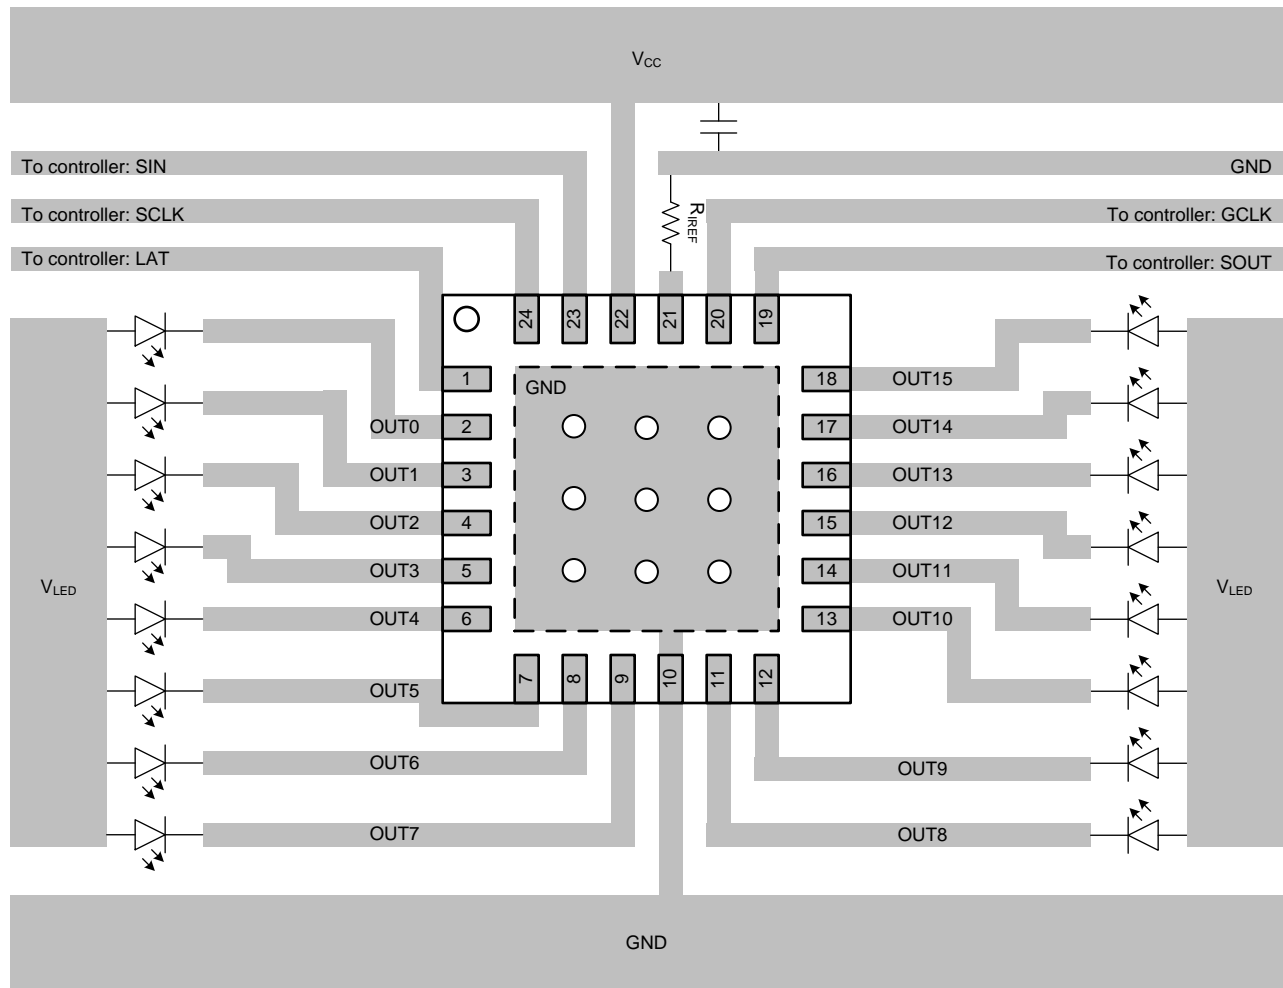 VCC
To controller: SIN
GND
To controller: SCLK
RIREF
To controller: GCLK
To controller: LAT
To controller: SOUT
24 23 22 21 20 19
1 GND 18 OUT15
OUT0 2 17 OUT14
OUT1 3 16 OUT13
OUT2 4 15 OUT12
OUT3 5 14 OUT11
VLED VLED
OUT4 6 13 OUT10
7 8 9 10 11 12
OUT5
OUT6 OUT9
OUT7 OUT8
GND